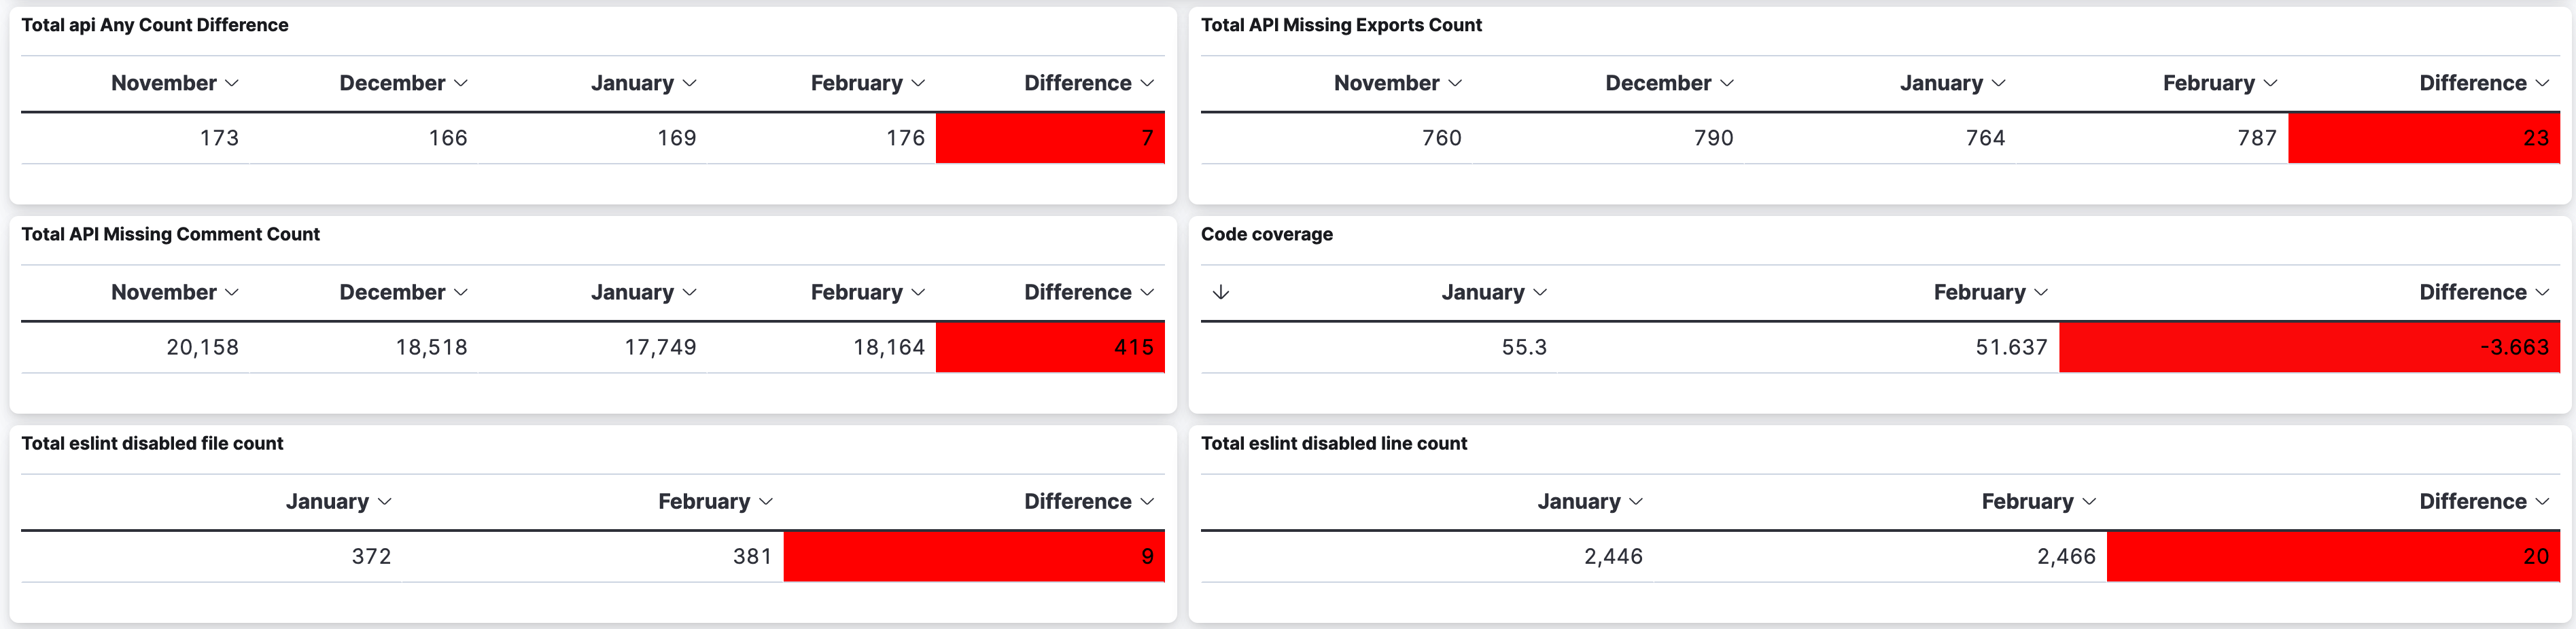 Total api Any Count Difference
November December January February Difference
173 166 169 176 7
Total API Missing Exports Count
November December January February Difference
760 790 764 787 23
Total API Missing Comment Count
November December January February Difference
20,158 18,518 17,749 18,164 415
Code coverage
January February Difference
55.3 51.637 -3.663
Total eslint disabled file count
January February Difference
372 381 9
Total eslint disabled line count
January February Difference
2,446 2,466 20